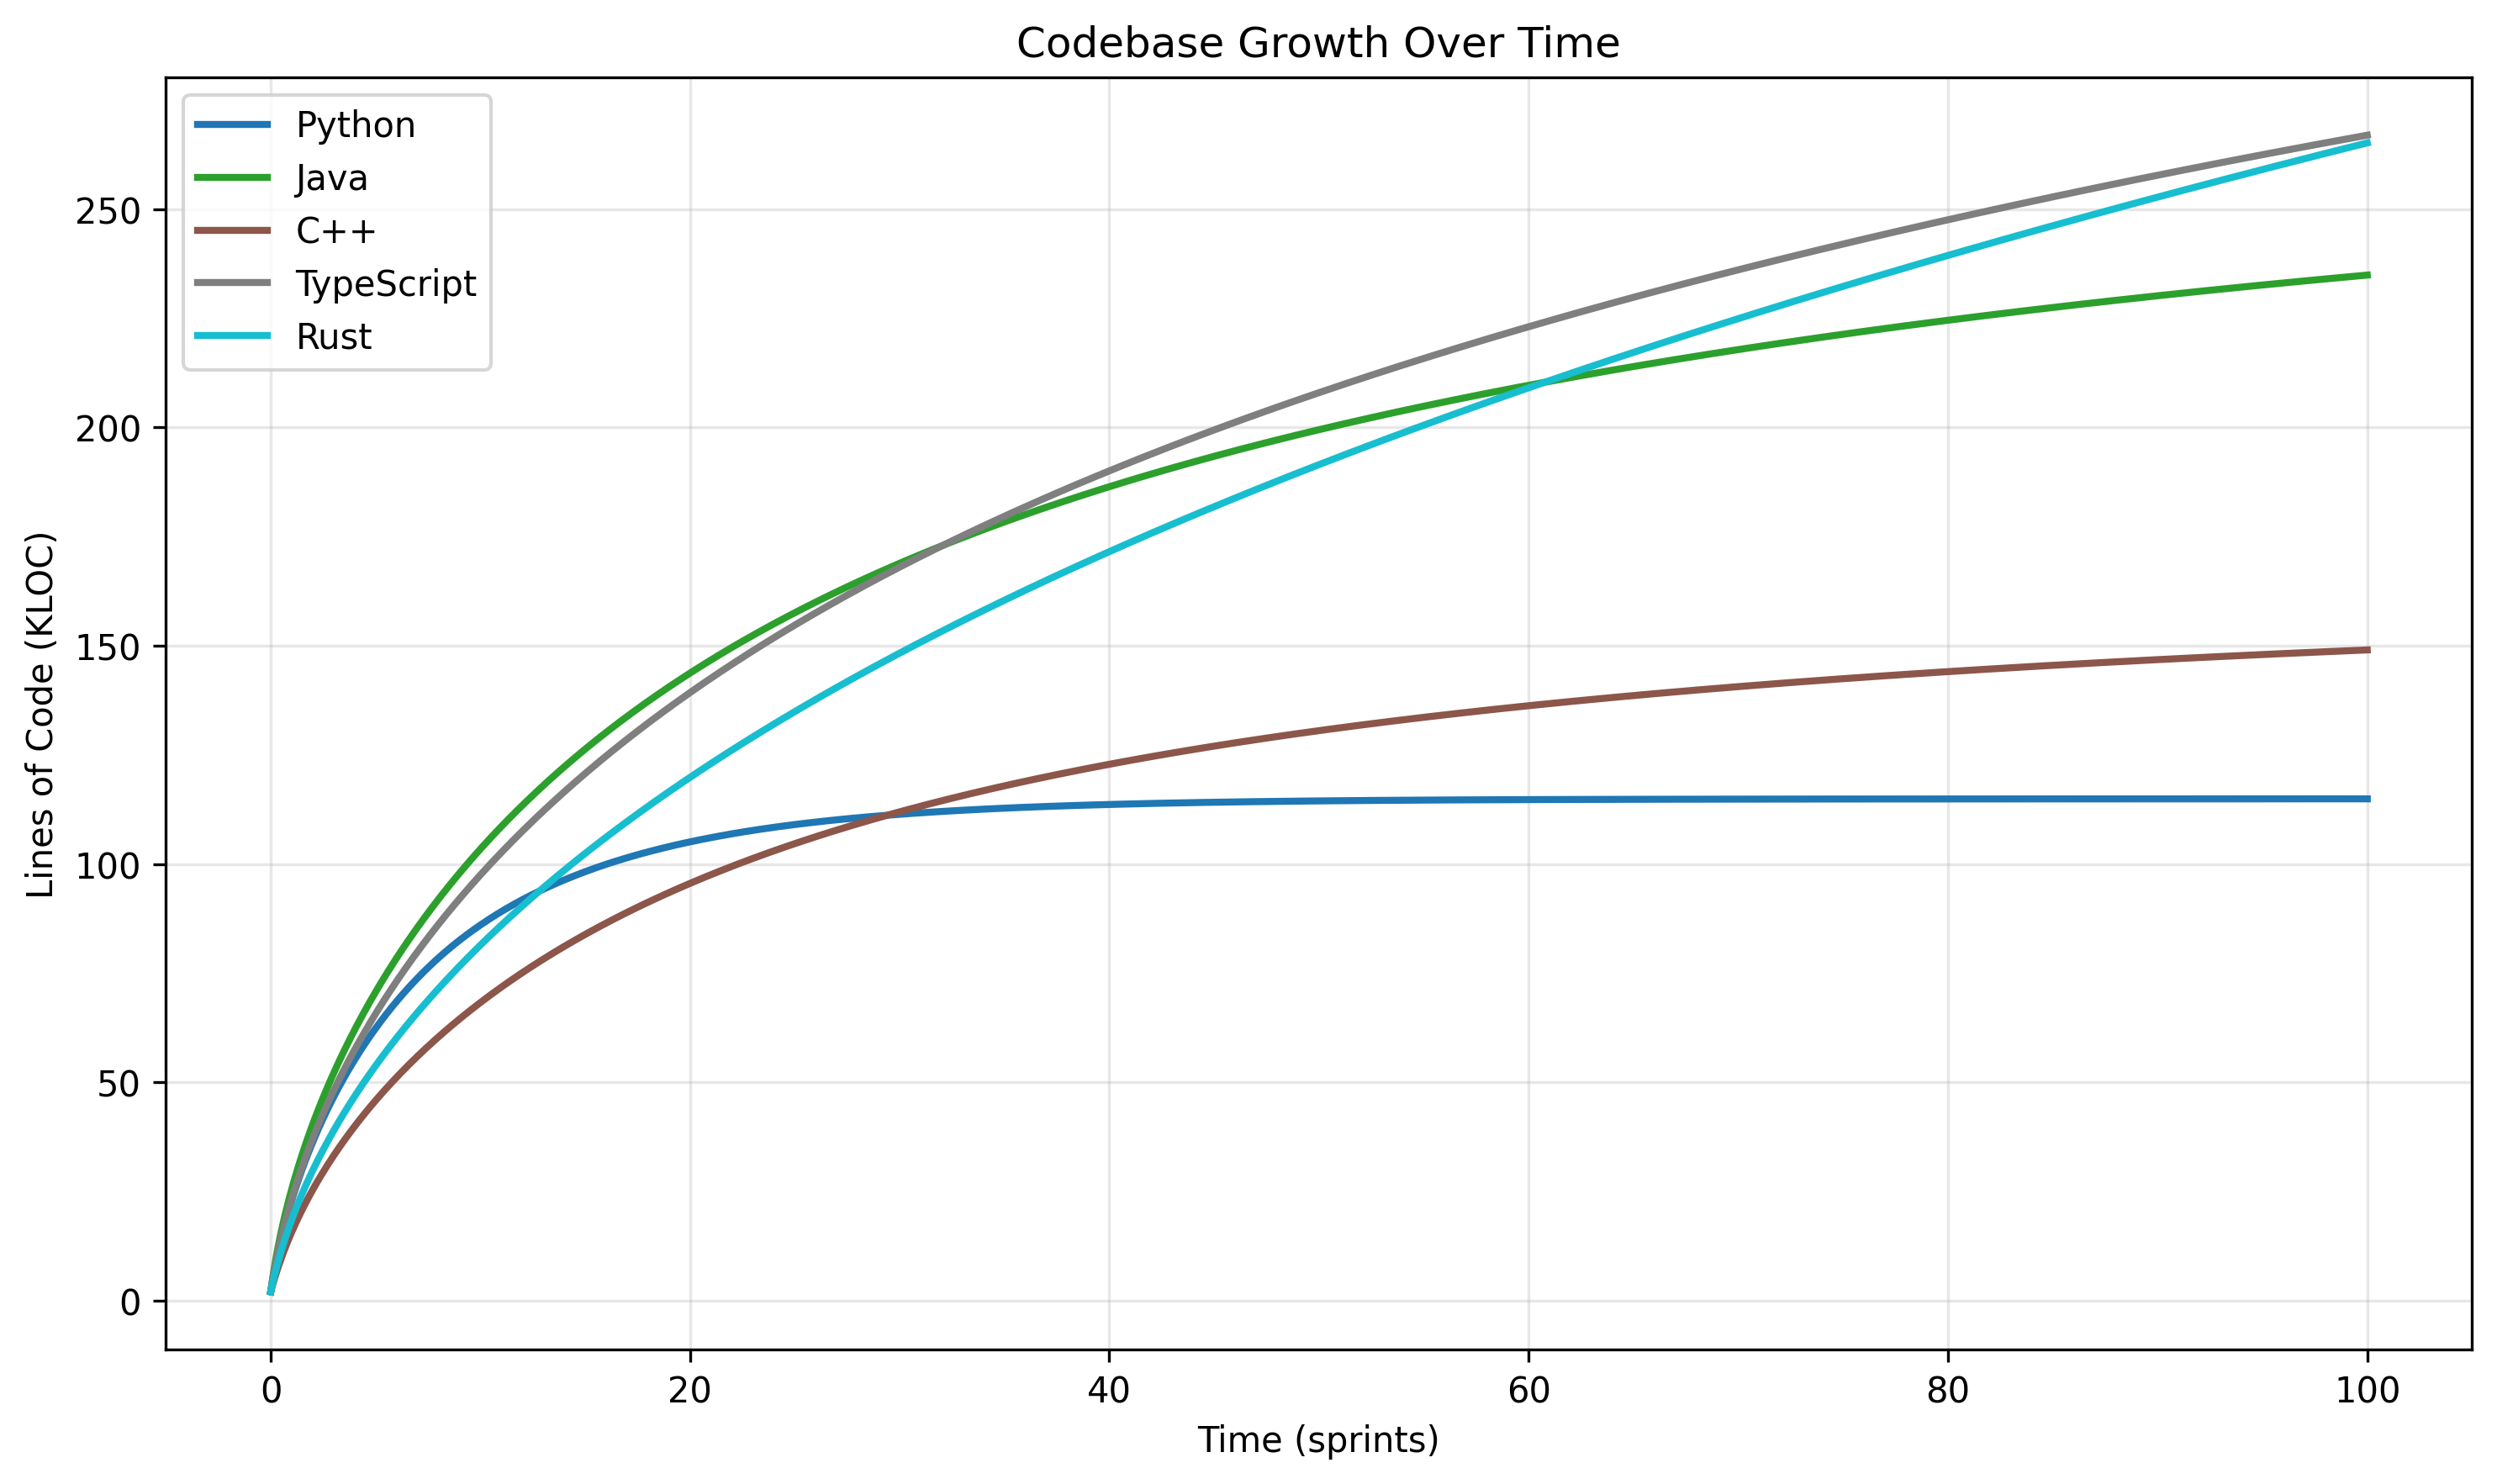 Codebase Growth Over Time
Python
Java
C++
TypeScript
Rust
Lines of Code (KLOC)
250
200
150
100
50
0
0 20 40 60 80 100
Time (sprints)